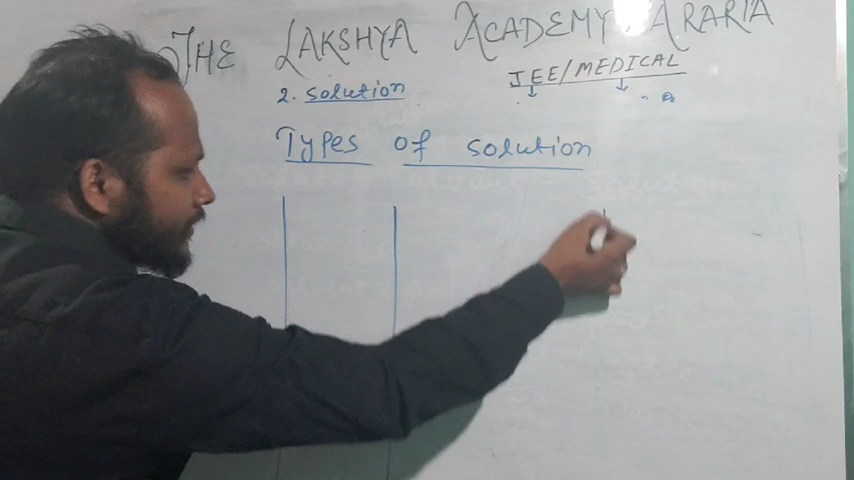 THE LAKSHYA ACADEMY, ARARIA
JEE/MEDICAL
2. Solution
Types of solution